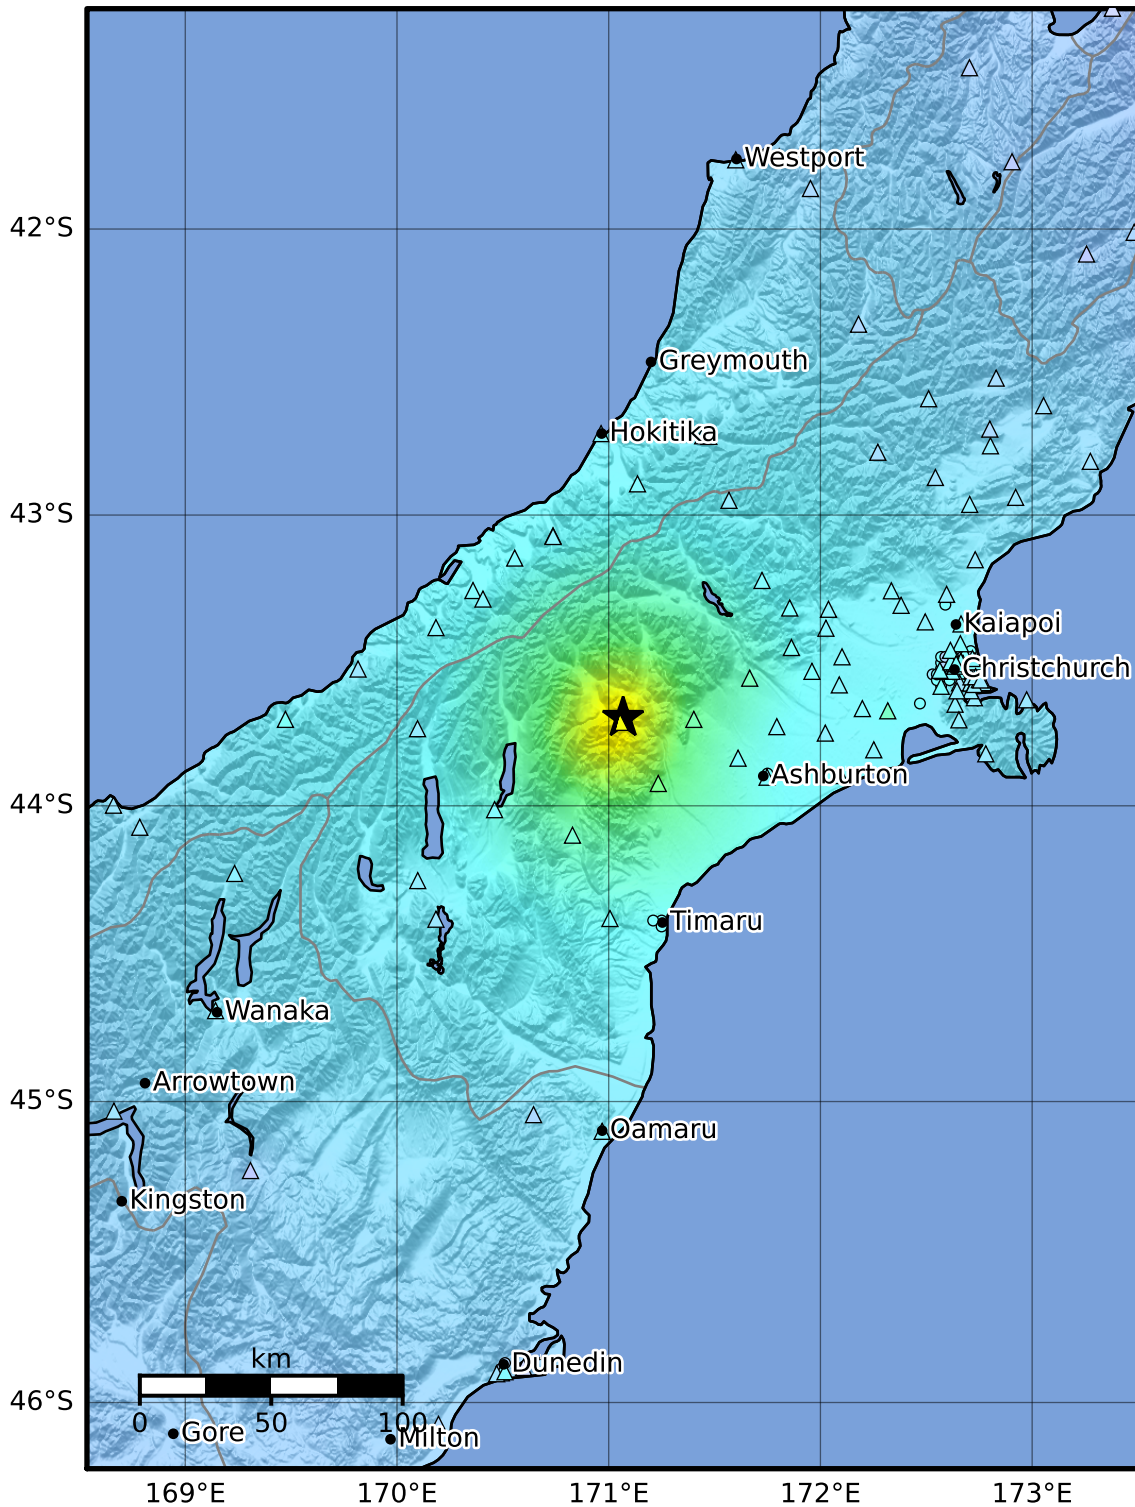 Westport
42°S
Greymouth
Hokitika
43°S
Kaiapoi
Christchurch
Ashburton
44°S
Timaru
Wanaka
Arrowtown
45°S
Oamaru
Kingston
km
Dunedin
46°S
0 50 100
Gore
Milton
169°E 170°E 171°E 172°E 173°E